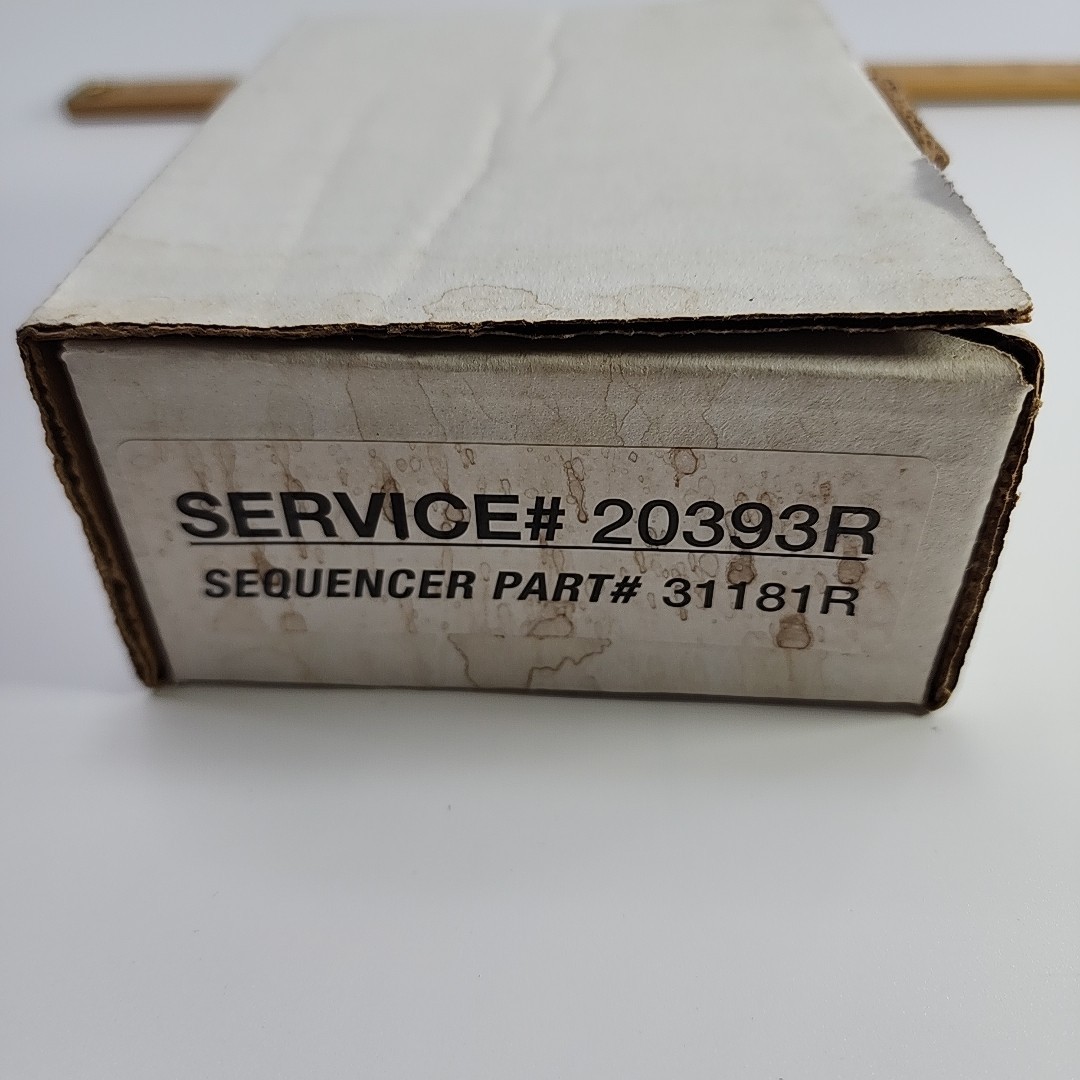 SERVICE# 20393R
SEQUENCER PART# 31181R